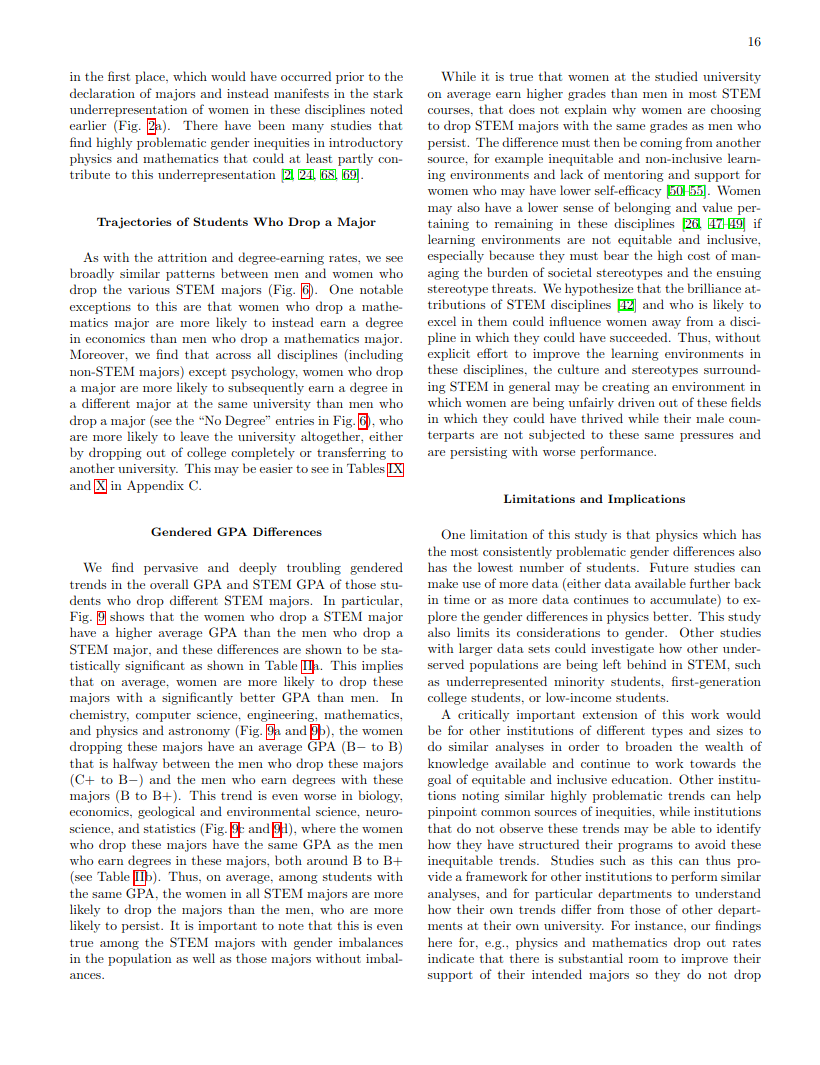 16
in the first place, which would have occurred prior to the
declaration of majors and instead manifests in the stark
underrepresentation of women in these disciplines noted
earlier (Fig. 2a). There have been many studies that
find highly problematic gender inequities in introductory
physics and mathematics that could at least partly con-
tribute to this underrepresentation [2, 24, 68, 69].
Trajectories of Students Who Drop a Major
As with the attrition and degree-earning rates, we see
broadly similar patterns between men and women who
drop the various STEM majors (Fig. 6). One notable
exceptions to this are that women who drop a mathe-
matics major are more likely to instead earn a degree
in economics than men who drop a mathematics major.
Moreover, we find that across all disciplines (including
non-STEM majors) except psychology, women who drop
a major are more likely to subsequently earn a degree in
a different major at the same university than men who
drop a major (see the “No Degree” entries in Fig. 6), who
are more likely to leave the university altogether, either
by dropping out of college completely or transferring to
another university. This may be easier to see in Tables IX
and X in Appendix C.
Gendered GPA Differences
We find pervasive and deeply troubling gendered
trends in the overall GPA and STEM GPA of those stu-
dents who drop different STEM majors. In particular,
Fig. 9 shows that the women who drop a STEM major
have a higher average GPA than the men who drop a
STEM major, and these differences are shown to be sta-
tistically significant as shown in Table IIa. This implies
that on average, women are more likely to drop these
majors with a significantly better GPA than men. In
chemistry, computer science, engineering, mathematics,
and physics and astronomy (Fig. 9a and 9b), the women
dropping these majors have an average GPA (B− to B)
that is halfway between the men who drop these majors
(C+ to B−) and the men who earn degrees with these
majors (B to B+). This trend is even worse in biology,
economics, geological and environmental science, neuro-
science, and statistics (Fig. 9c and 9d), where the women
who drop these majors have the same GPA as the men
who earn degrees in these majors, both around B to B+
(see Table IIb). Thus, on average, among students with
the same GPA, the women in all STEM majors are more
likely to drop the majors than the men, who are more
likely to persist. It is important to note that this is even
true among the STEM majors with gender imbalances
in the population as well as those majors without imbal-
ances.
While it is true that women at the studied university
on average earn higher grades than men in most STEM
courses, that does not explain why women are choosing
to drop STEM majors with the same grades as men who
persist. The difference must then be coming from another
source, for example inequitable and non-inclusive learn-
ing environments and lack of mentoring and support for
women who may have lower self-efficacy [50–55]. Women
may also have a lower sense of belonging and value per-
taining to remaining in these disciplines [26, 47–49] if
learning environments are not equitable and inclusive,
especially because they must bear the high cost of man-
aging the burden of societal stereotypes and the ensuing
stereotype threats. We hypothesize that the brilliance at-
tributions of STEM disciplines [42] and who is likely to
excel in them could influence women away from a disci-
pline in which they could have succeeded. Thus, without
explicit effort to improve the learning environments in
these disciplines, the culture and stereotypes surround-
ing STEM in general may be creating an environment in
which women are being unfairly driven out of these fields
in which they could have thrived while their male coun-
terparts are not subjected to these same pressures and
are persisting with worse performance.
Limitations and Implications
One limitation of this study is that physics which has
the most consistently problematic gender differences also
has the lowest number of students. Future studies can
make use of more data (either data available further back
in time or as more data continues to accumulate) to ex-
plore the gender differences in physics better. This study
also limits its considerations to gender. Other studies
with larger data sets could investigate how other under-
served populations are being left behind in STEM, such
as underrepresented minority students, first-generation
college students, or low-income students.
A critically important extension of this work would
be for other institutions of different types and sizes to
do similar analyses in order to broaden the wealth of
knowledge available and continue to work towards the
goal of equitable and inclusive education. Other institu-
tions noting similar highly problematic trends can help
pinpoint common sources of inequities, while institutions
that do not observe these trends may be able to identify
how they have structured their programs to avoid these
inequitable trends. Studies such as this can thus pro-
vide a framework for other institutions to perform similar
analyses, and for particular departments to understand
how their own trends differ from those of other depart-
ments at their own university. For instance, our findings
here for, e.g., physics and mathematics drop out rates
indicate that there is substantial room to improve their
support of their intended majors so they do not drop